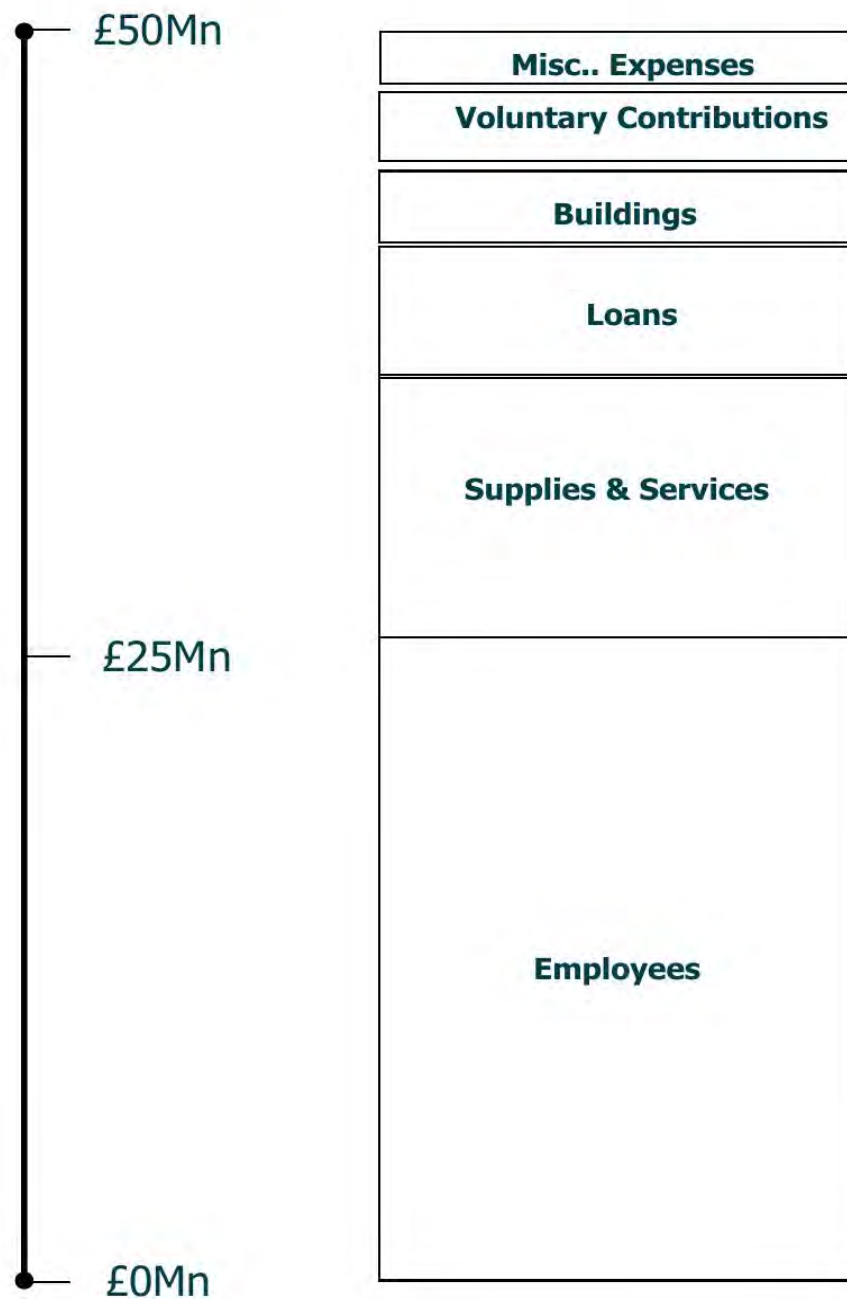 £50Mn
Misc.. Expenses
Voluntary Contributions
Buildings
Loans
Supplies & Services
£25Mn
Employees
£0Mn